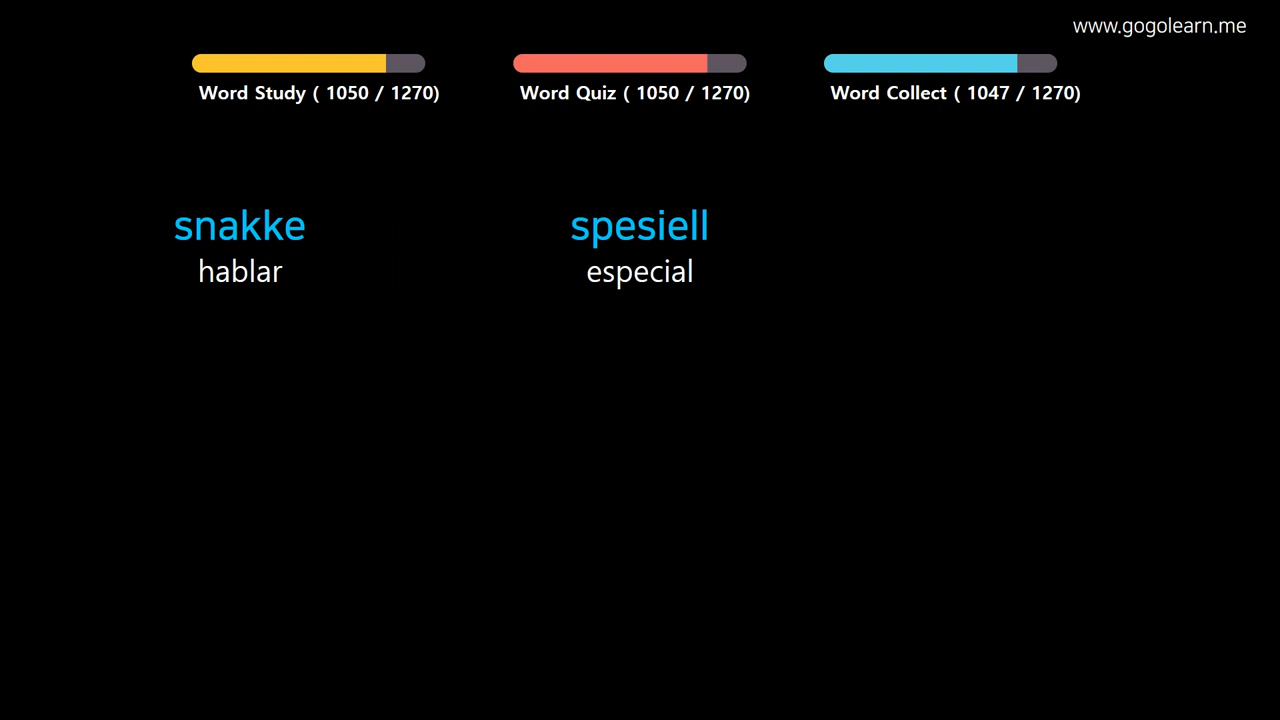 www.gogolearn.me
Word Study ( 1050 / 1270)
Word Quiz ( 1050 / 1270)
Word Collect ( 1047 / 1270)
snakke
hablar
spesiell
especial